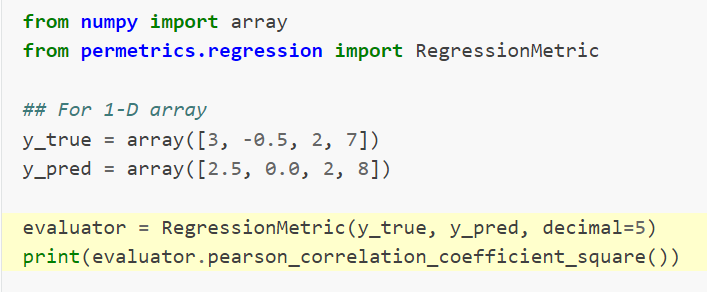 from numpy import array
from permetrics.regression import RegressionMetric
## For 1-D array
y_true = array([3, -0.5, 2, 7])
y_pred = array([2.5, 0.0, 2, 8])
evaluator = RegressionMetric(y_true, y_pred, decimal=5)
print(evaluator.pearson_correlation_coefficient_square())